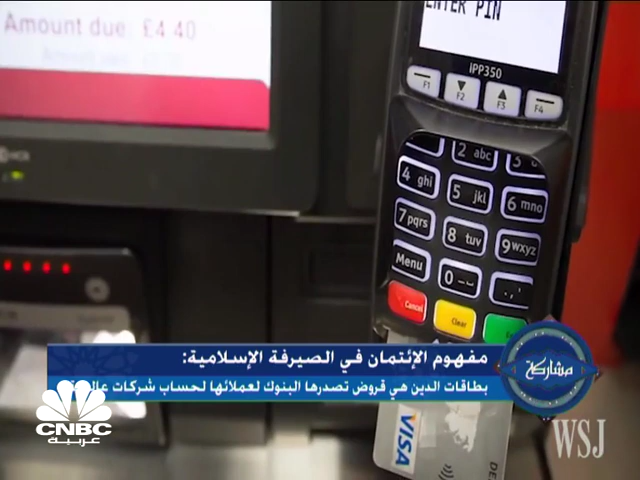 Amount due: £4.40
ENTER PIN
iPP350
F1 F2 F3 F4
2 abc 3
4 ghi 5 jkl 6 mno
7 pqrs 8 tuv 9 wxyz
Menu 0 .,'
Cancel Clear
مفهوم الإئتمان في الصيرفة الإسلامية:
مشاركة
بطاقات الدين هي قروض تصدرها البنوك لعملائها لحساب شركات
CNBC
عربية
VISA
WSJ